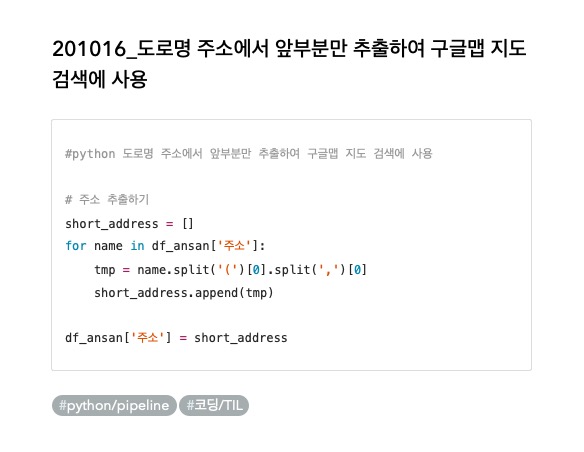 201016_도로명 주소에서 앞부분만 추출하여 구글맵 지도
검색에 사용
#python 도로명 주소에서 앞부분만 추출하여 구글맵 지도 검색에 사용
# 주소 추출하기
short_address = []
for name in df_ansan['주소']:
    tmp = name.split('(')[0].split(',')[0]
    short_address.append(tmp)
df_ansan['주소'] = short_address
#python/pipeline #코딩/TIL